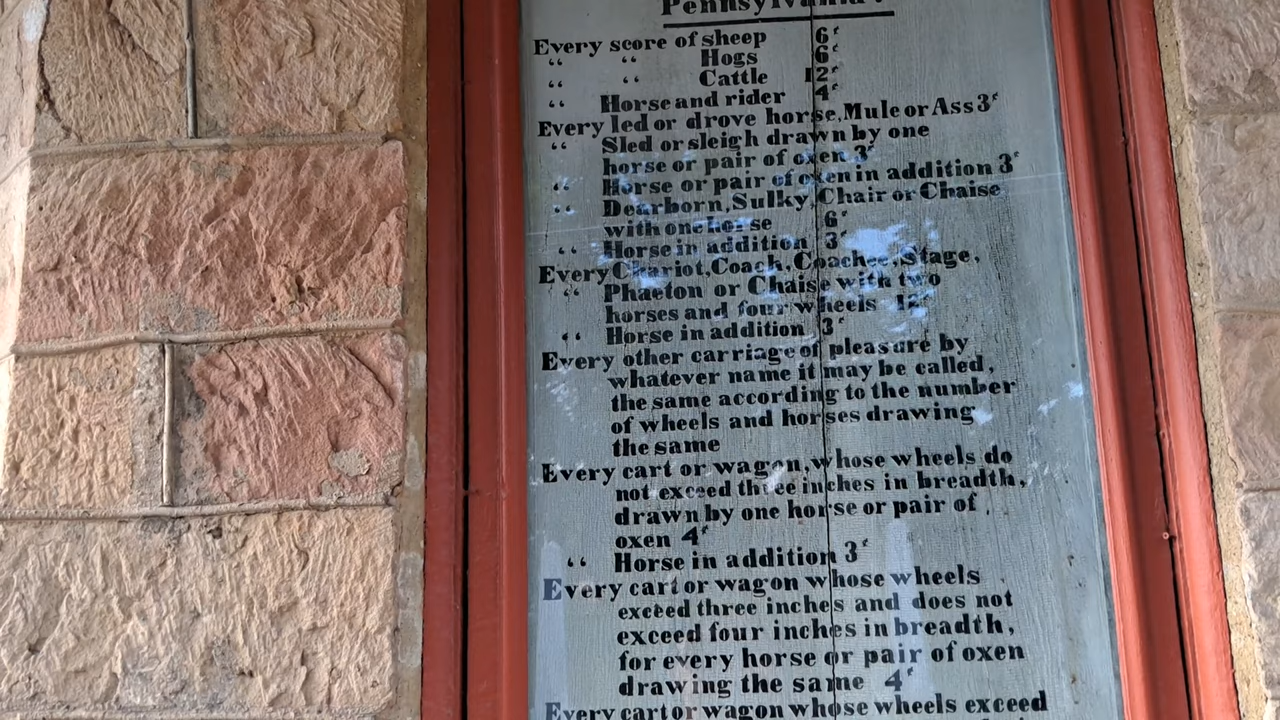 Pennsylvania.
Every score of sheep 6¢
“ “ Hogs 6¢
“ “ Cattle 12¢
“ Horse and rider 4¢
Every led or drove horse, Mule or Ass 3¢
“ Sled or sleigh drawn by one
horse or pair of oxen 3¢
“ Horse or pair of oxen in addition 3¢
“ Dearborn, Sulky, Chair or Chaise
with one horse 6¢
“ Horse in addition 3¢
Every Chariot, Coach, Coachee, Stage,
“ Phaeton or Chaise with two
horses and four wheels 12¢
“ Horse in addition 3¢
Every other carriage of pleasure by
whatever name it may be called,
the same according to the number
of wheels and horses drawing
the same
Every cart or wagon, whose wheels do
not exceed three inches in breadth,
drawn by one horse or pair of
oxen 4¢
“ Horse in addition 3¢
Every cart or wagon whose wheels
exceed three inches and does not
exceed four inches in breadth,
for every horse or pair of oxen
drawing the same 4¢
Every cart or wagon whose wheels exceed